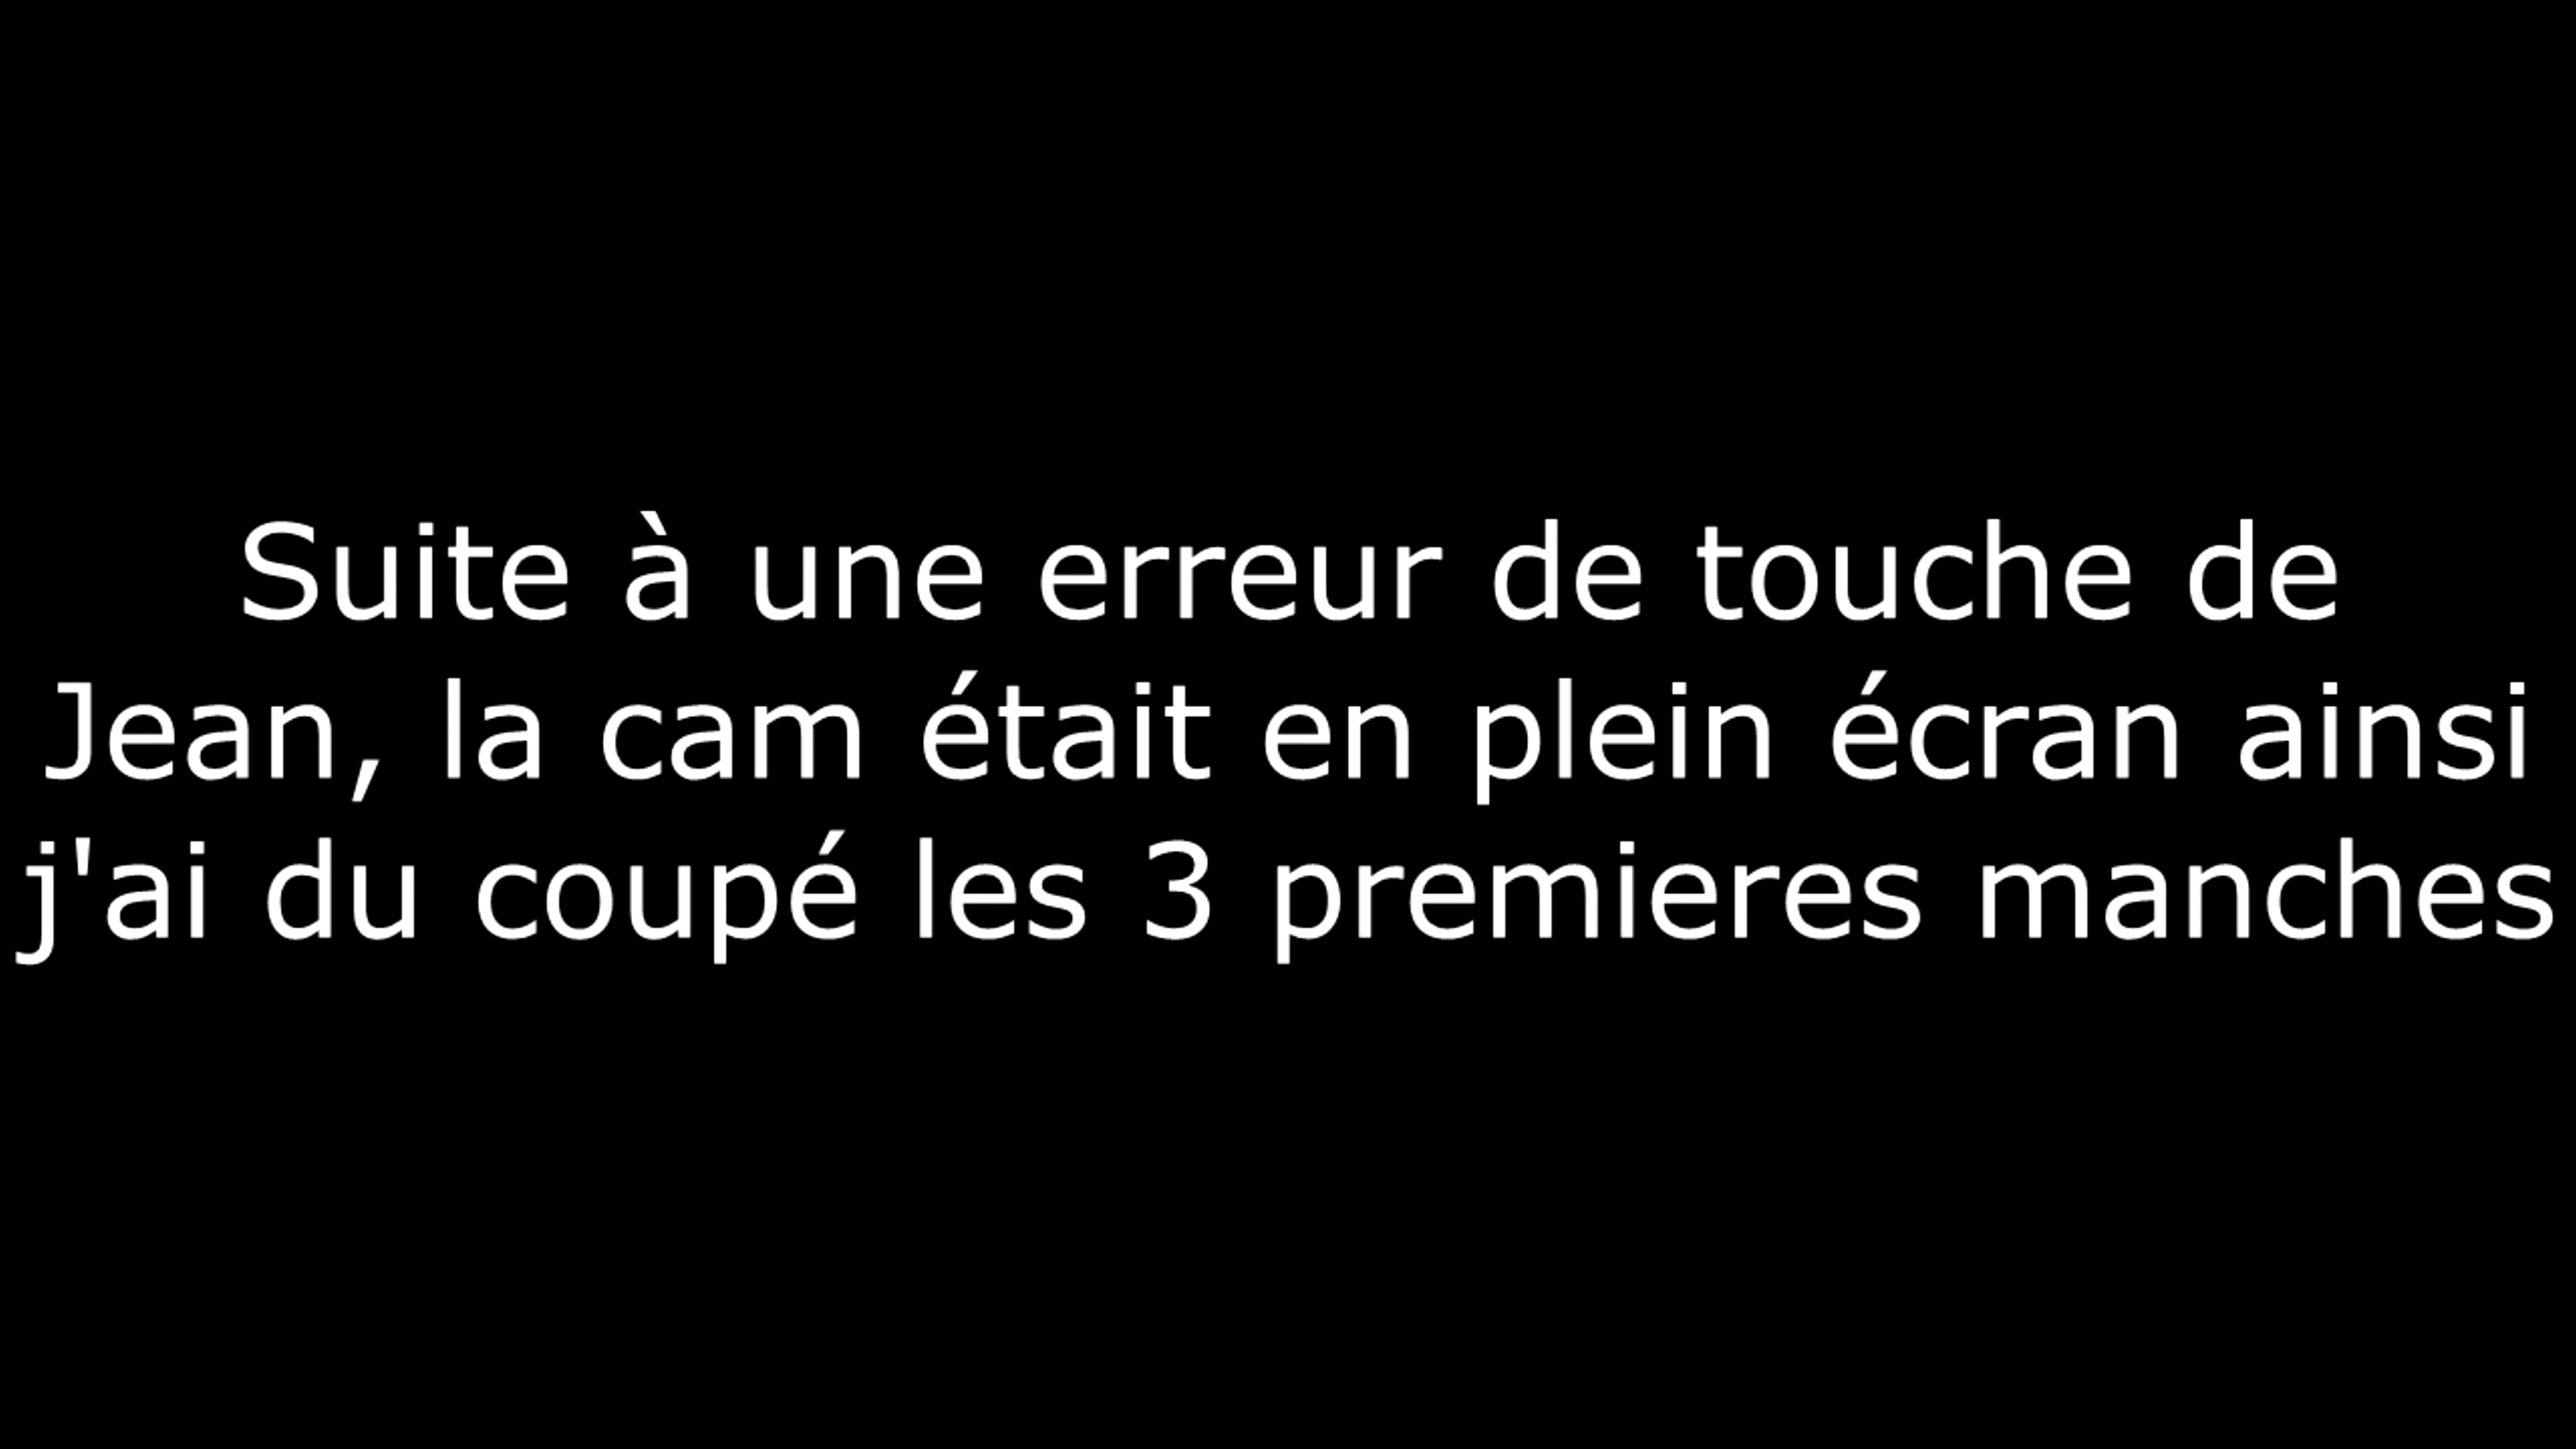 Suite à une erreur de touche de
Jean, la cam était en plein écran ainsi
j'ai du coupé les 3 premieres manches